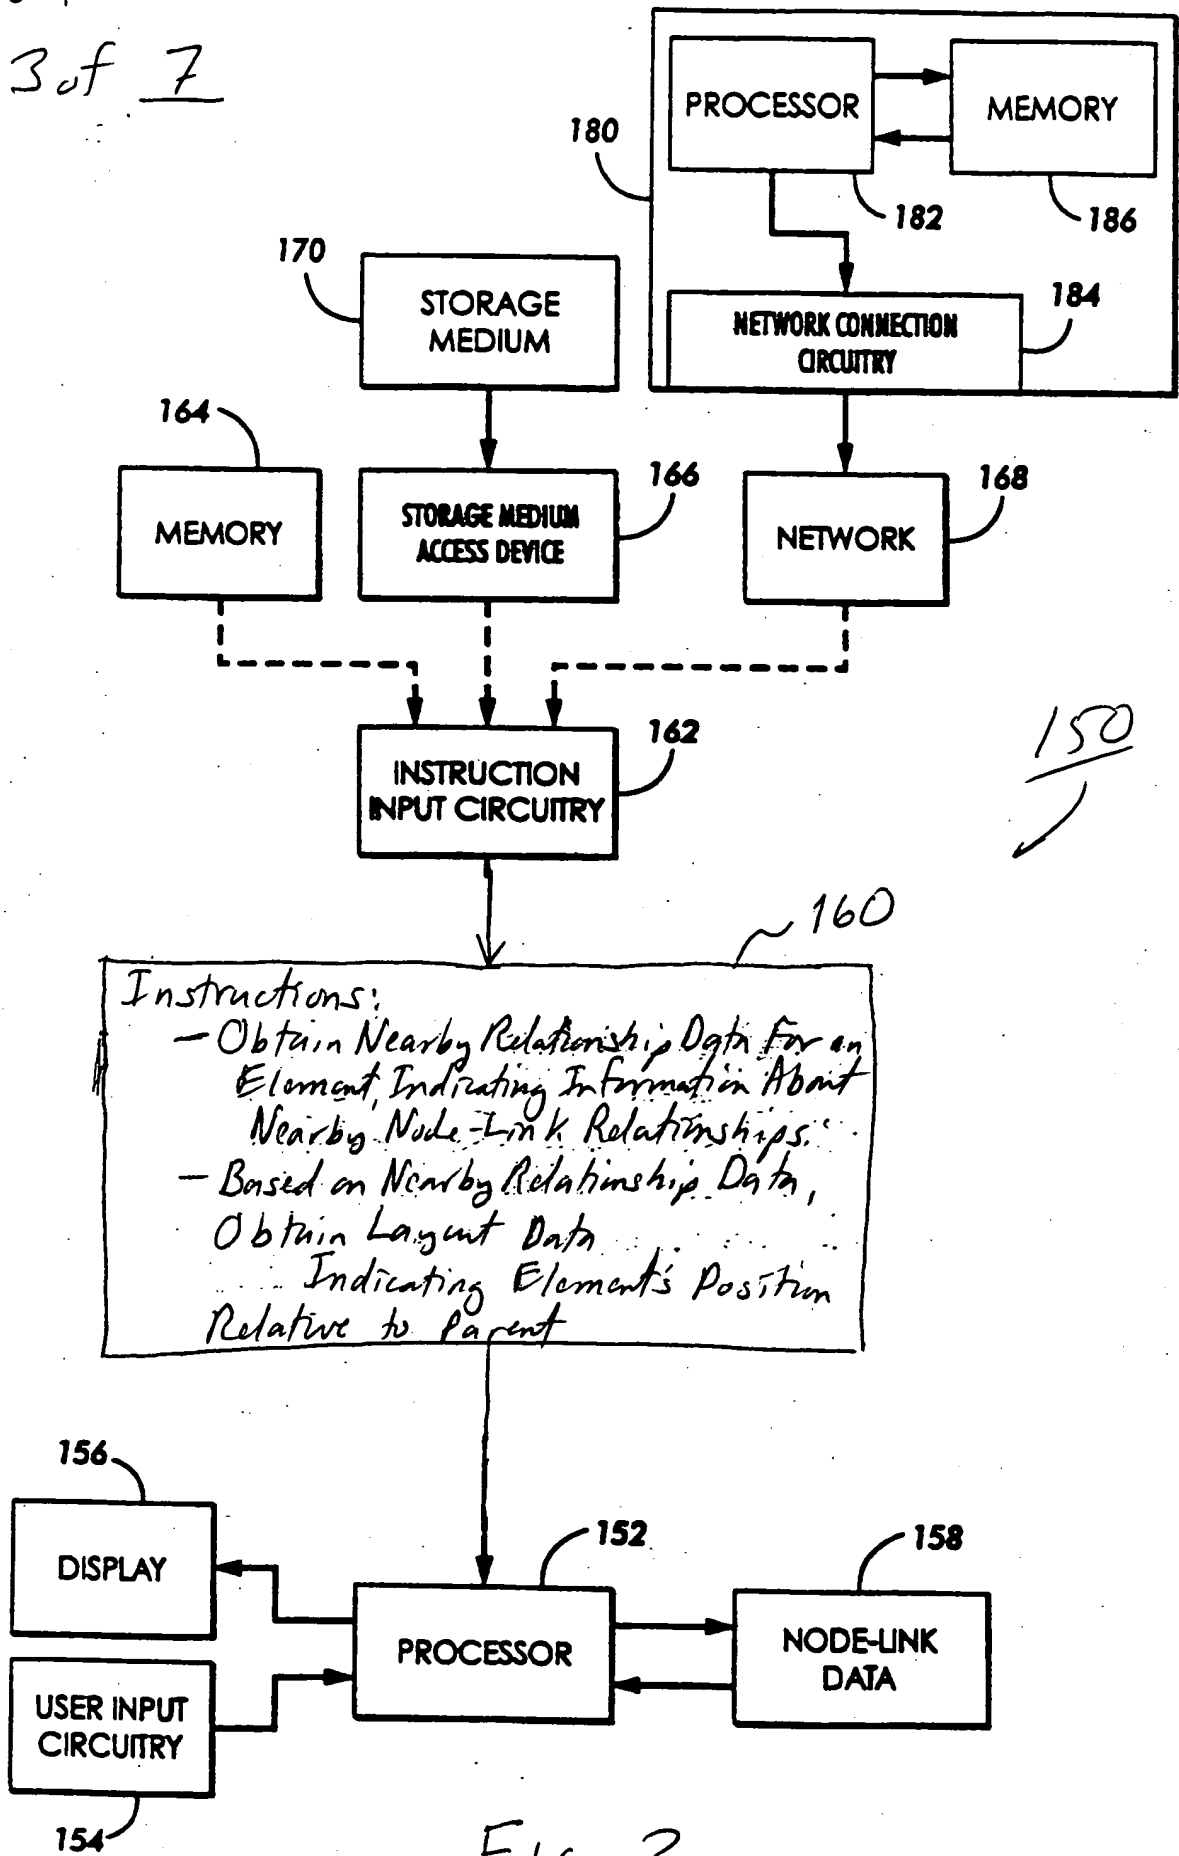 3 of 7
PROCESSOR
MEMORY
180
182
186
170
STORAGE
MEDIUM
184
NETWORK CONNECTION
CIRCUITRY
164
MEMORY
166
STORAGE MEDIUM
ACCESS DEVICE
168
NETWORK
162
INSTRUCTION
INPUT CIRCUITRY
150
160
Instructions:
– Obtain Nearby Relationship Data For an
Element, Indicating Information About
Nearby Node-Link Relationships.
– Based on Nearby Relationship Data,
Obtain Layout Data
Indicating Element's Position
Relative to Parent
156
DISPLAY
152
PROCESSOR
158
NODE-LINK
DATA
USER INPUT
CIRCUITRY
154